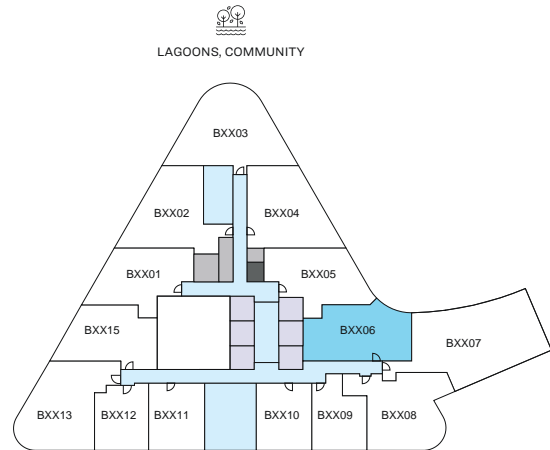 LAGOONS, COMMUNITY
BXX03
BXX02 BXX04
BXX01 BXX05
BXX15 BXX06 BXX07
BXX13 BXX12 BXX11 BXX10 BXX09 BXX08